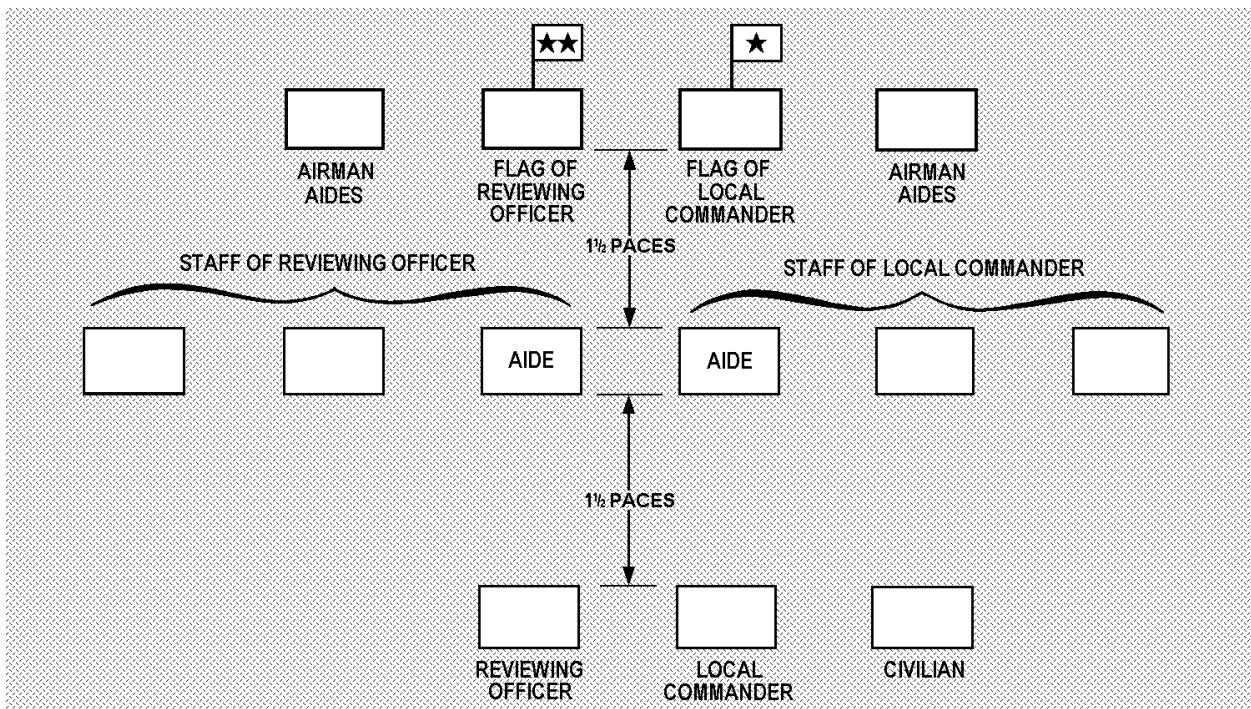 AIRMAN
AIDES
FLAG OF
REVIEWING
OFFICER
FLAG OF
LOCAL
COMMANDER
AIRMAN
AIDES
1½ PACES
STAFF OF REVIEWING OFFICER
STAFF OF LOCAL COMMANDER
AIDE
AIDE
1½ PACES
REVIEWING
OFFICER
LOCAL
COMMANDER
CIVILIAN